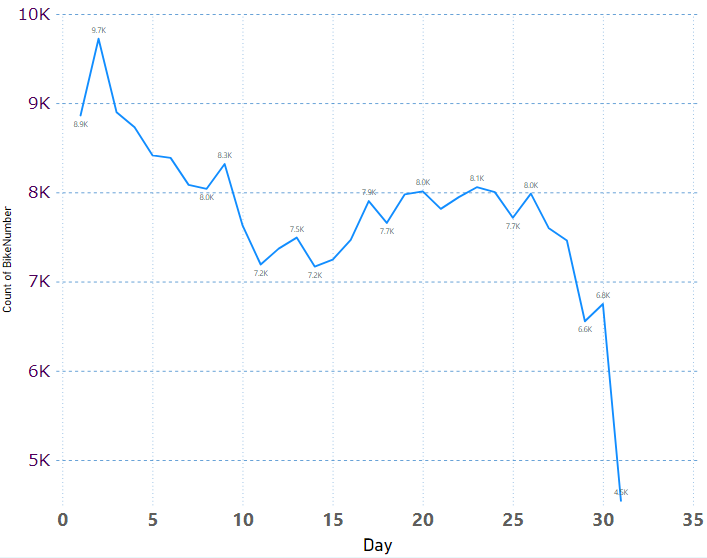 10K
9.7K
9K
8.9K
8.3K
8K
8.0K
7.9K
8.0K
8.1K
8.0K
7.5K
7.7K
7.7K
7.2K
7.2K
7K
6.8K
6.6K
6K
5K
4.5K
Count of BikeNumber
0 5 10 15 20 25 30 35
Day